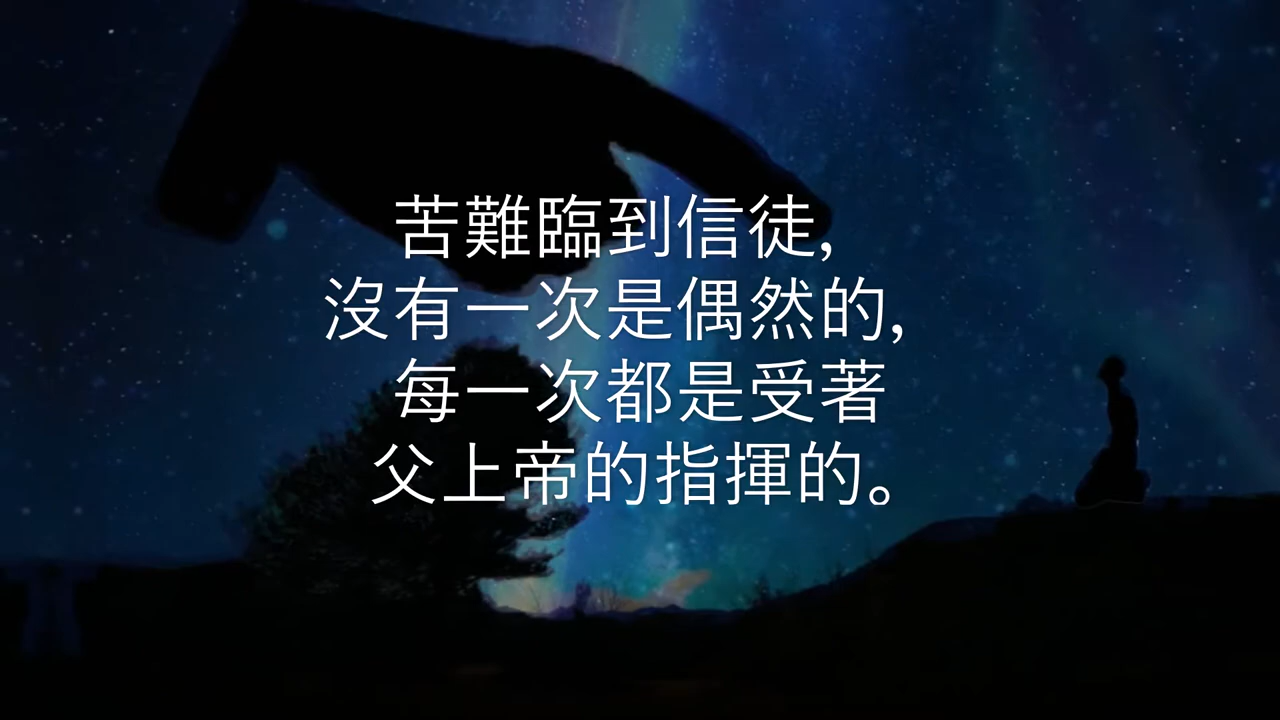 苦難臨到信徒,
沒有一次是偶然的,
每一次都是受著
父上帝的指揮的。